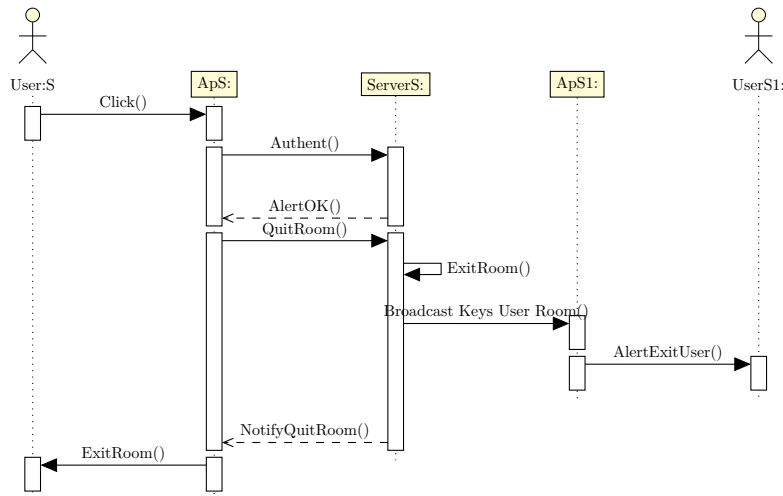 User:S
ApS:
ServerS:
ApS1:
UserS1:
Click()
Authent()
AlertOK()
QuitRoom()
ExitRoom()
Broadcast Keys User Room()
AlertExitUser()
NotifyQuitRoom()
ExitRoom()